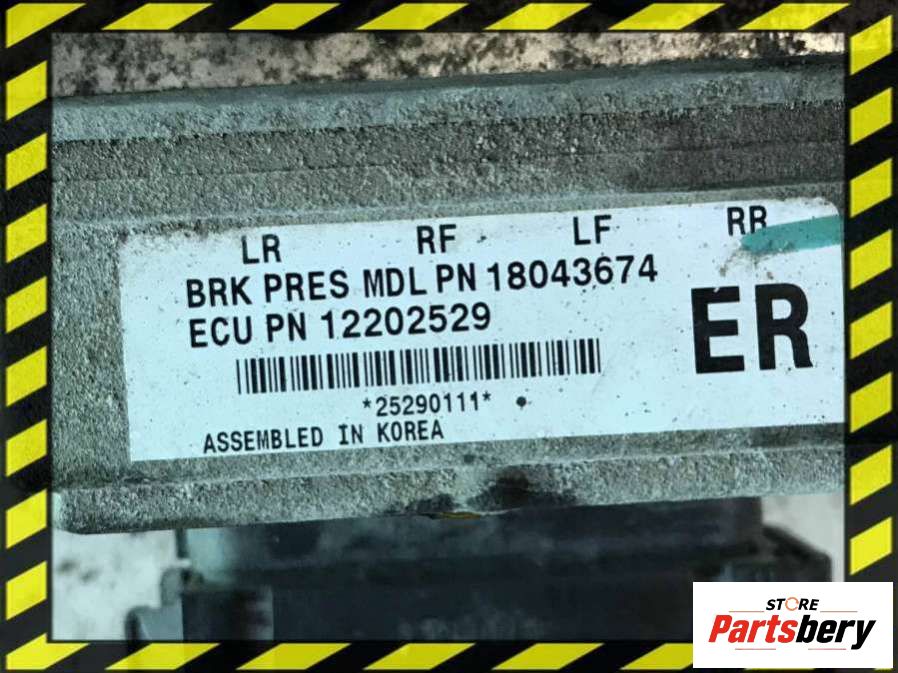 LR RF LF RR
BRK PRES MDL PN 18043674
ECU PN 12202529
ER
*25290111*
ASSEMBLED IN KOREA
STORE
Partsbery